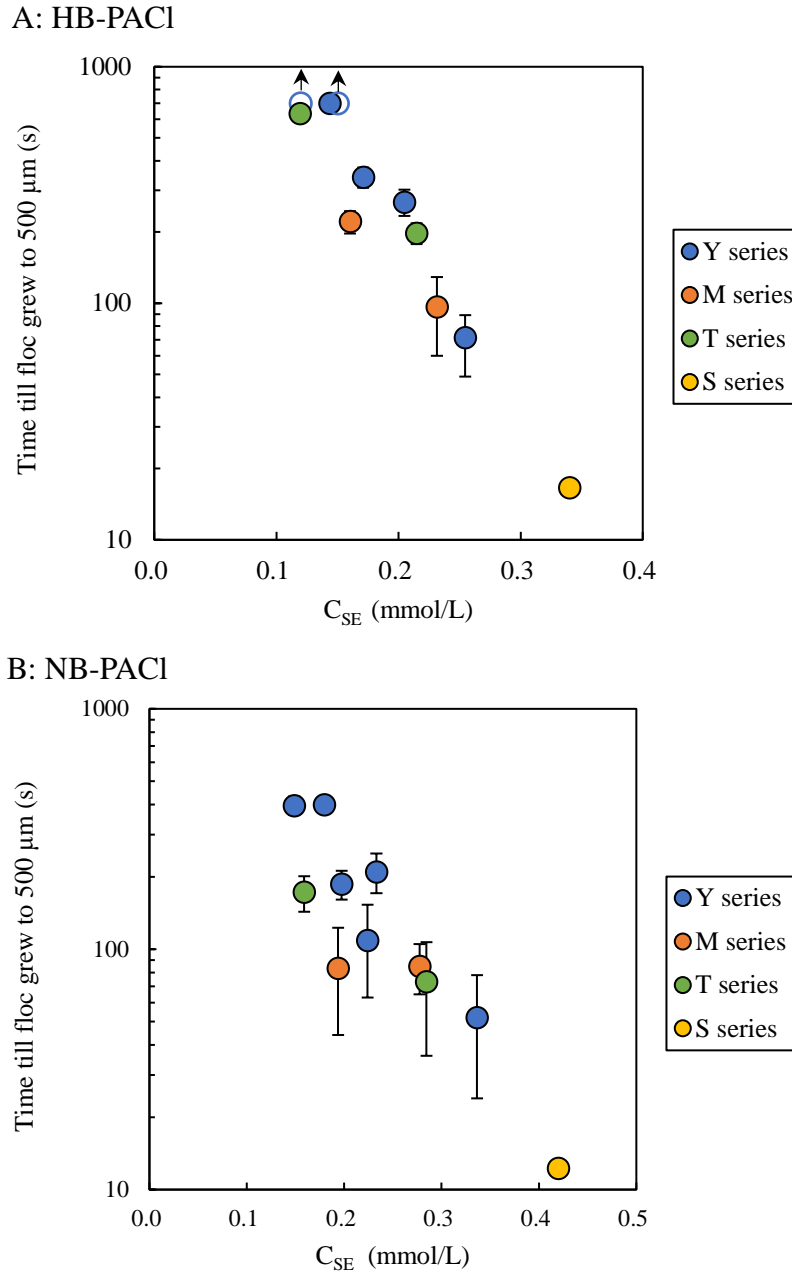 A: HB-PACl
1000
100
10
0.0 0.1 0.2 0.3 0.4
Time till floc grew to 500 μm (s)
C_SE (mmol/L)
Y series
M series
T series
S series
B: NB-PACl
1000
100
10
0.0 0.1 0.2 0.3 0.4 0.5
Time till floc grew to 500 μm (s)
C_SE (mmol/L)
Y series
M series
T series
S series